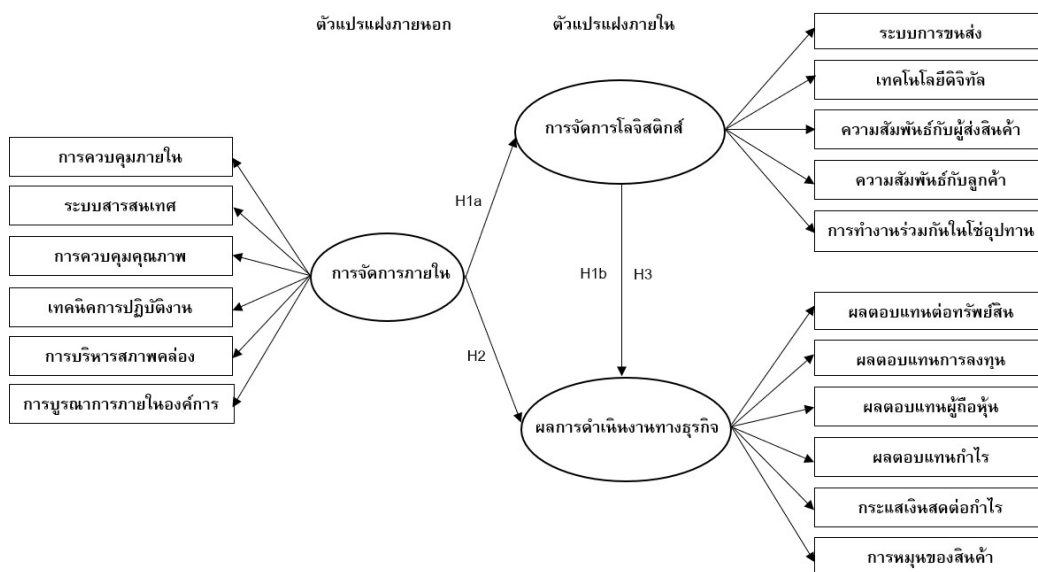 ตัวแปรแฝงภายนอก
ตัวแปรแฝงภายใน
ระบบการขนส่ง
เทคโนโลยีดิจิทัล
ความสัมพันธ์กับผู้ส่งสินค้า
ความสัมพันธ์กับลูกค้า
การทำงานร่วมกันในโซ่อุปทาน
การจัดการโลจิสติกส์
การควบคุมภายใน
ระบบสารสนเทศ
การควบคุมคุณภาพ
เทคนิคการปฏิบัติงาน
การบริหารสภาพคล่อง
การบูรณาการภายในองค์การ
การจัดการภายใน
H1a
H1b
H3
H2
ผลการดำเนินงานทางธุรกิจ
ผลตอบแทนต่อทรัพย์สิน
ผลตอบแทนการลงทุน
ผลตอบแทนผู้ถือหุ้น
ผลตอบแทนกำไร
กระแสเงินสดต่อกำไร
การหมุนของสินค้า